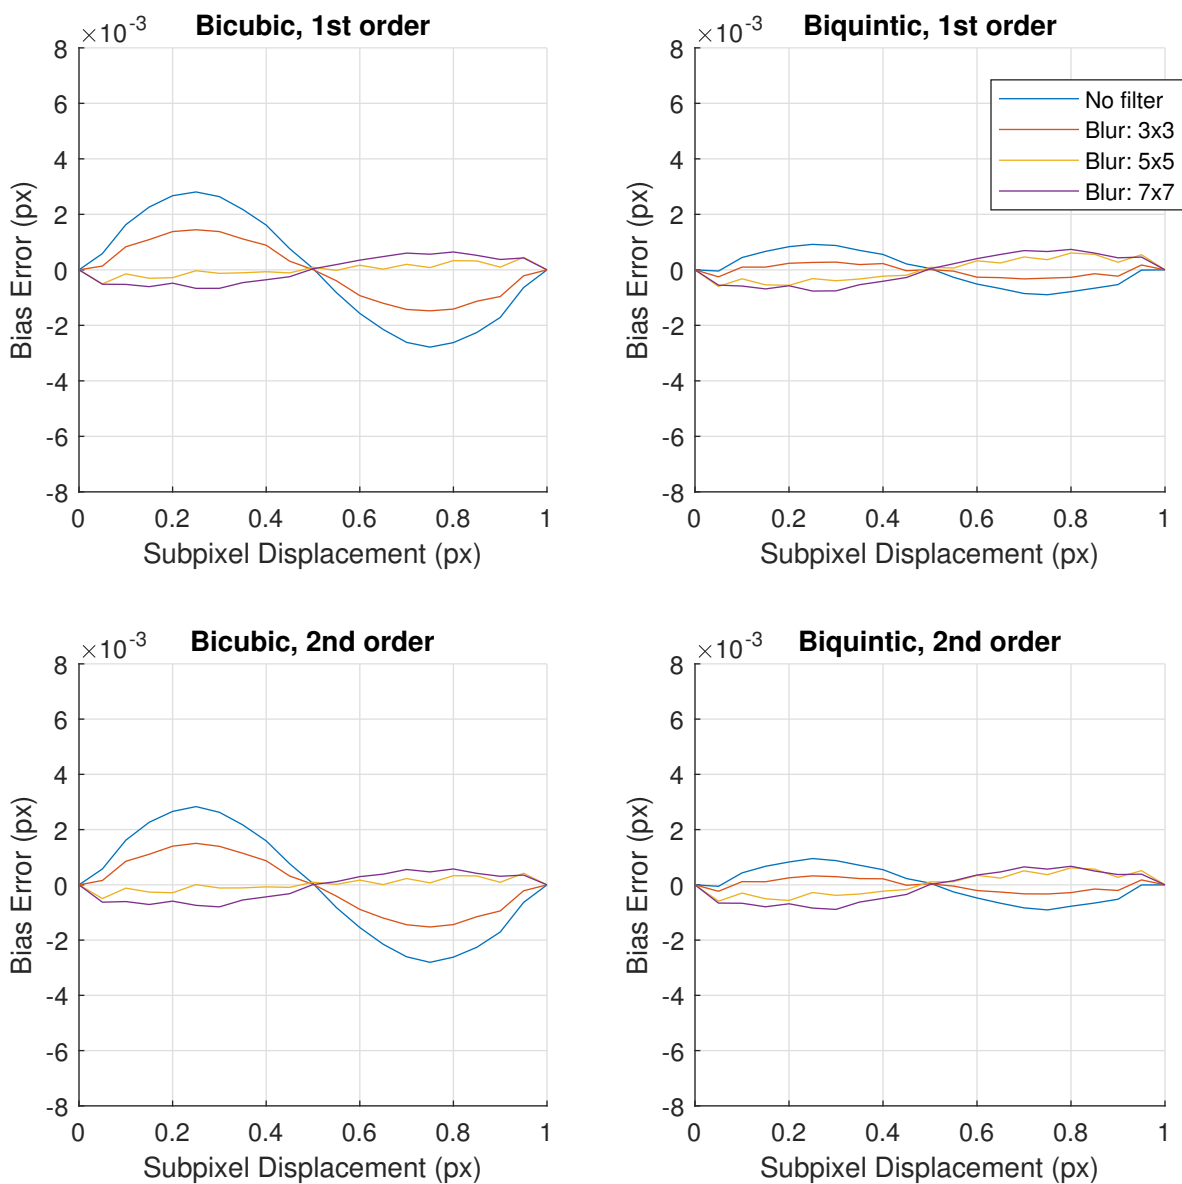 Bicubic, 1st order
×10-3
8
6
4
2
0
-2
-4
-6
-8
Bias Error (px)
0 0.2 0.4 0.6 0.8 1
Subpixel Displacement (px)
Biquintic, 1st order
×10-3
8
6
4
2
0
-2
-4
-6
-8
Bias Error (px)
0 0.2 0.4 0.6 0.8 1
Subpixel Displacement (px)
No filter
Blur: 3x3
Blur: 5x5
Blur: 7x7
Bicubic, 2nd order
×10-3
8
6
4
2
0
-2
-4
-6
-8
Bias Error (px)
0 0.2 0.4 0.6 0.8 1
Subpixel Displacement (px)
Biquintic, 2nd order
×10-3
8
6
4
2
0
-2
-4
-6
-8
Bias Error (px)
0 0.2 0.4 0.6 0.8 1
Subpixel Displacement (px)